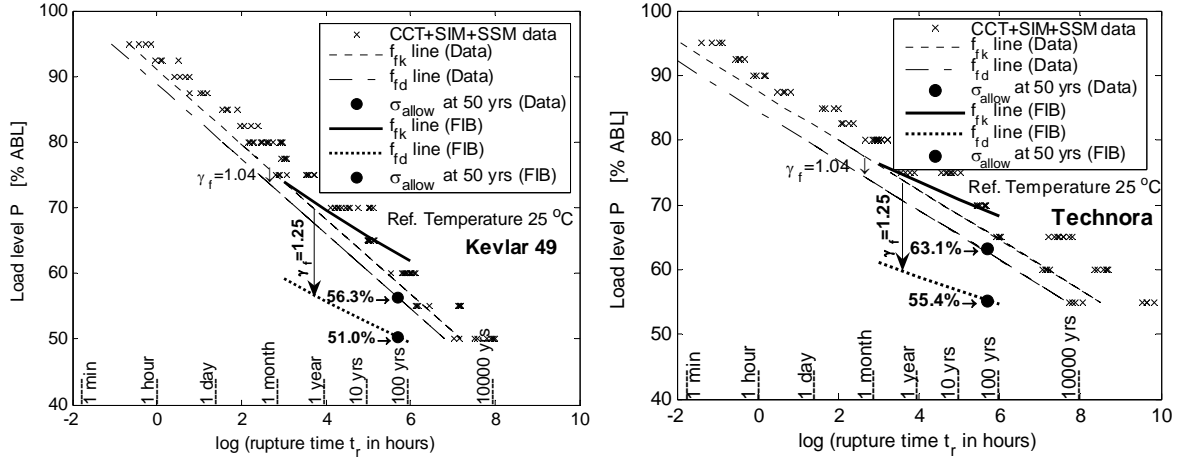 100
90
80
70
60
50
40
Load level P [% ABL]
CCT+SIM+SSM data
f_fk line (Data)
f_fd line (Data)
σ_allow at 50 yrs (Data)
f_fk line (FIB)
f_fd line (FIB)
σ_allow at 50 yrs (FIB)
γ_f=1.04
Ref. Temperature 25 °C
Kevlar 49
γ_f=1.25
56.3%
51.0%
1 min
1 hour
1 day
1 month
1 year
10 yrs
100 yrs
10000 yrs
-2 0 2 4 6 8 10
log (rupture time t_r in hours)
100
90
80
70
60
50
40
Load level P [% ABL]
CCT+SIM+SSM data
f_fk line (Data)
f_fd line (Data)
σ_allow at 50 yrs (Data)
f_fk line (FIB)
f_fd line (FIB)
σ_allow at 50 yrs (FIB)
γ_f=1.04
Ref. Temperature 25 °C
Technora
γ_f=1.25
63.1%
55.4%
1 min
1 hour
1 day
1 month
1 year
10 yrs
100 yrs
10000 yrs
-2 0 2 4 6 8 10
log (rupture time t_r in hours)